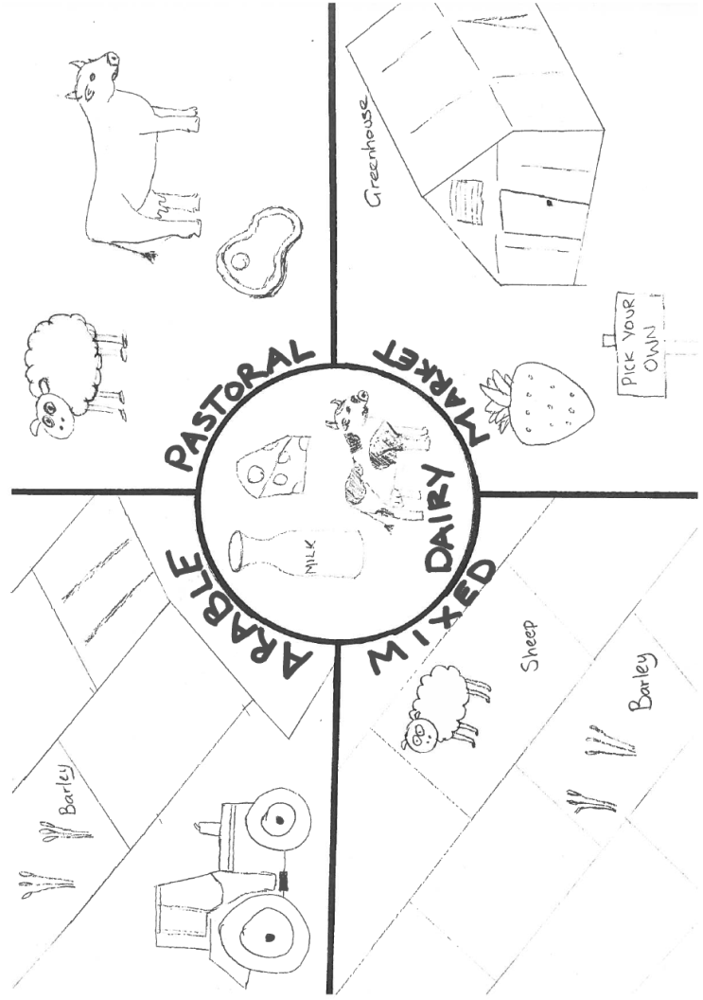 Barley
ARABLE
PASTORAL
MILK
DAIRY
MIXED
MARKET
Greenhouse
Sheep
Barley
PICK YOUR
OWN